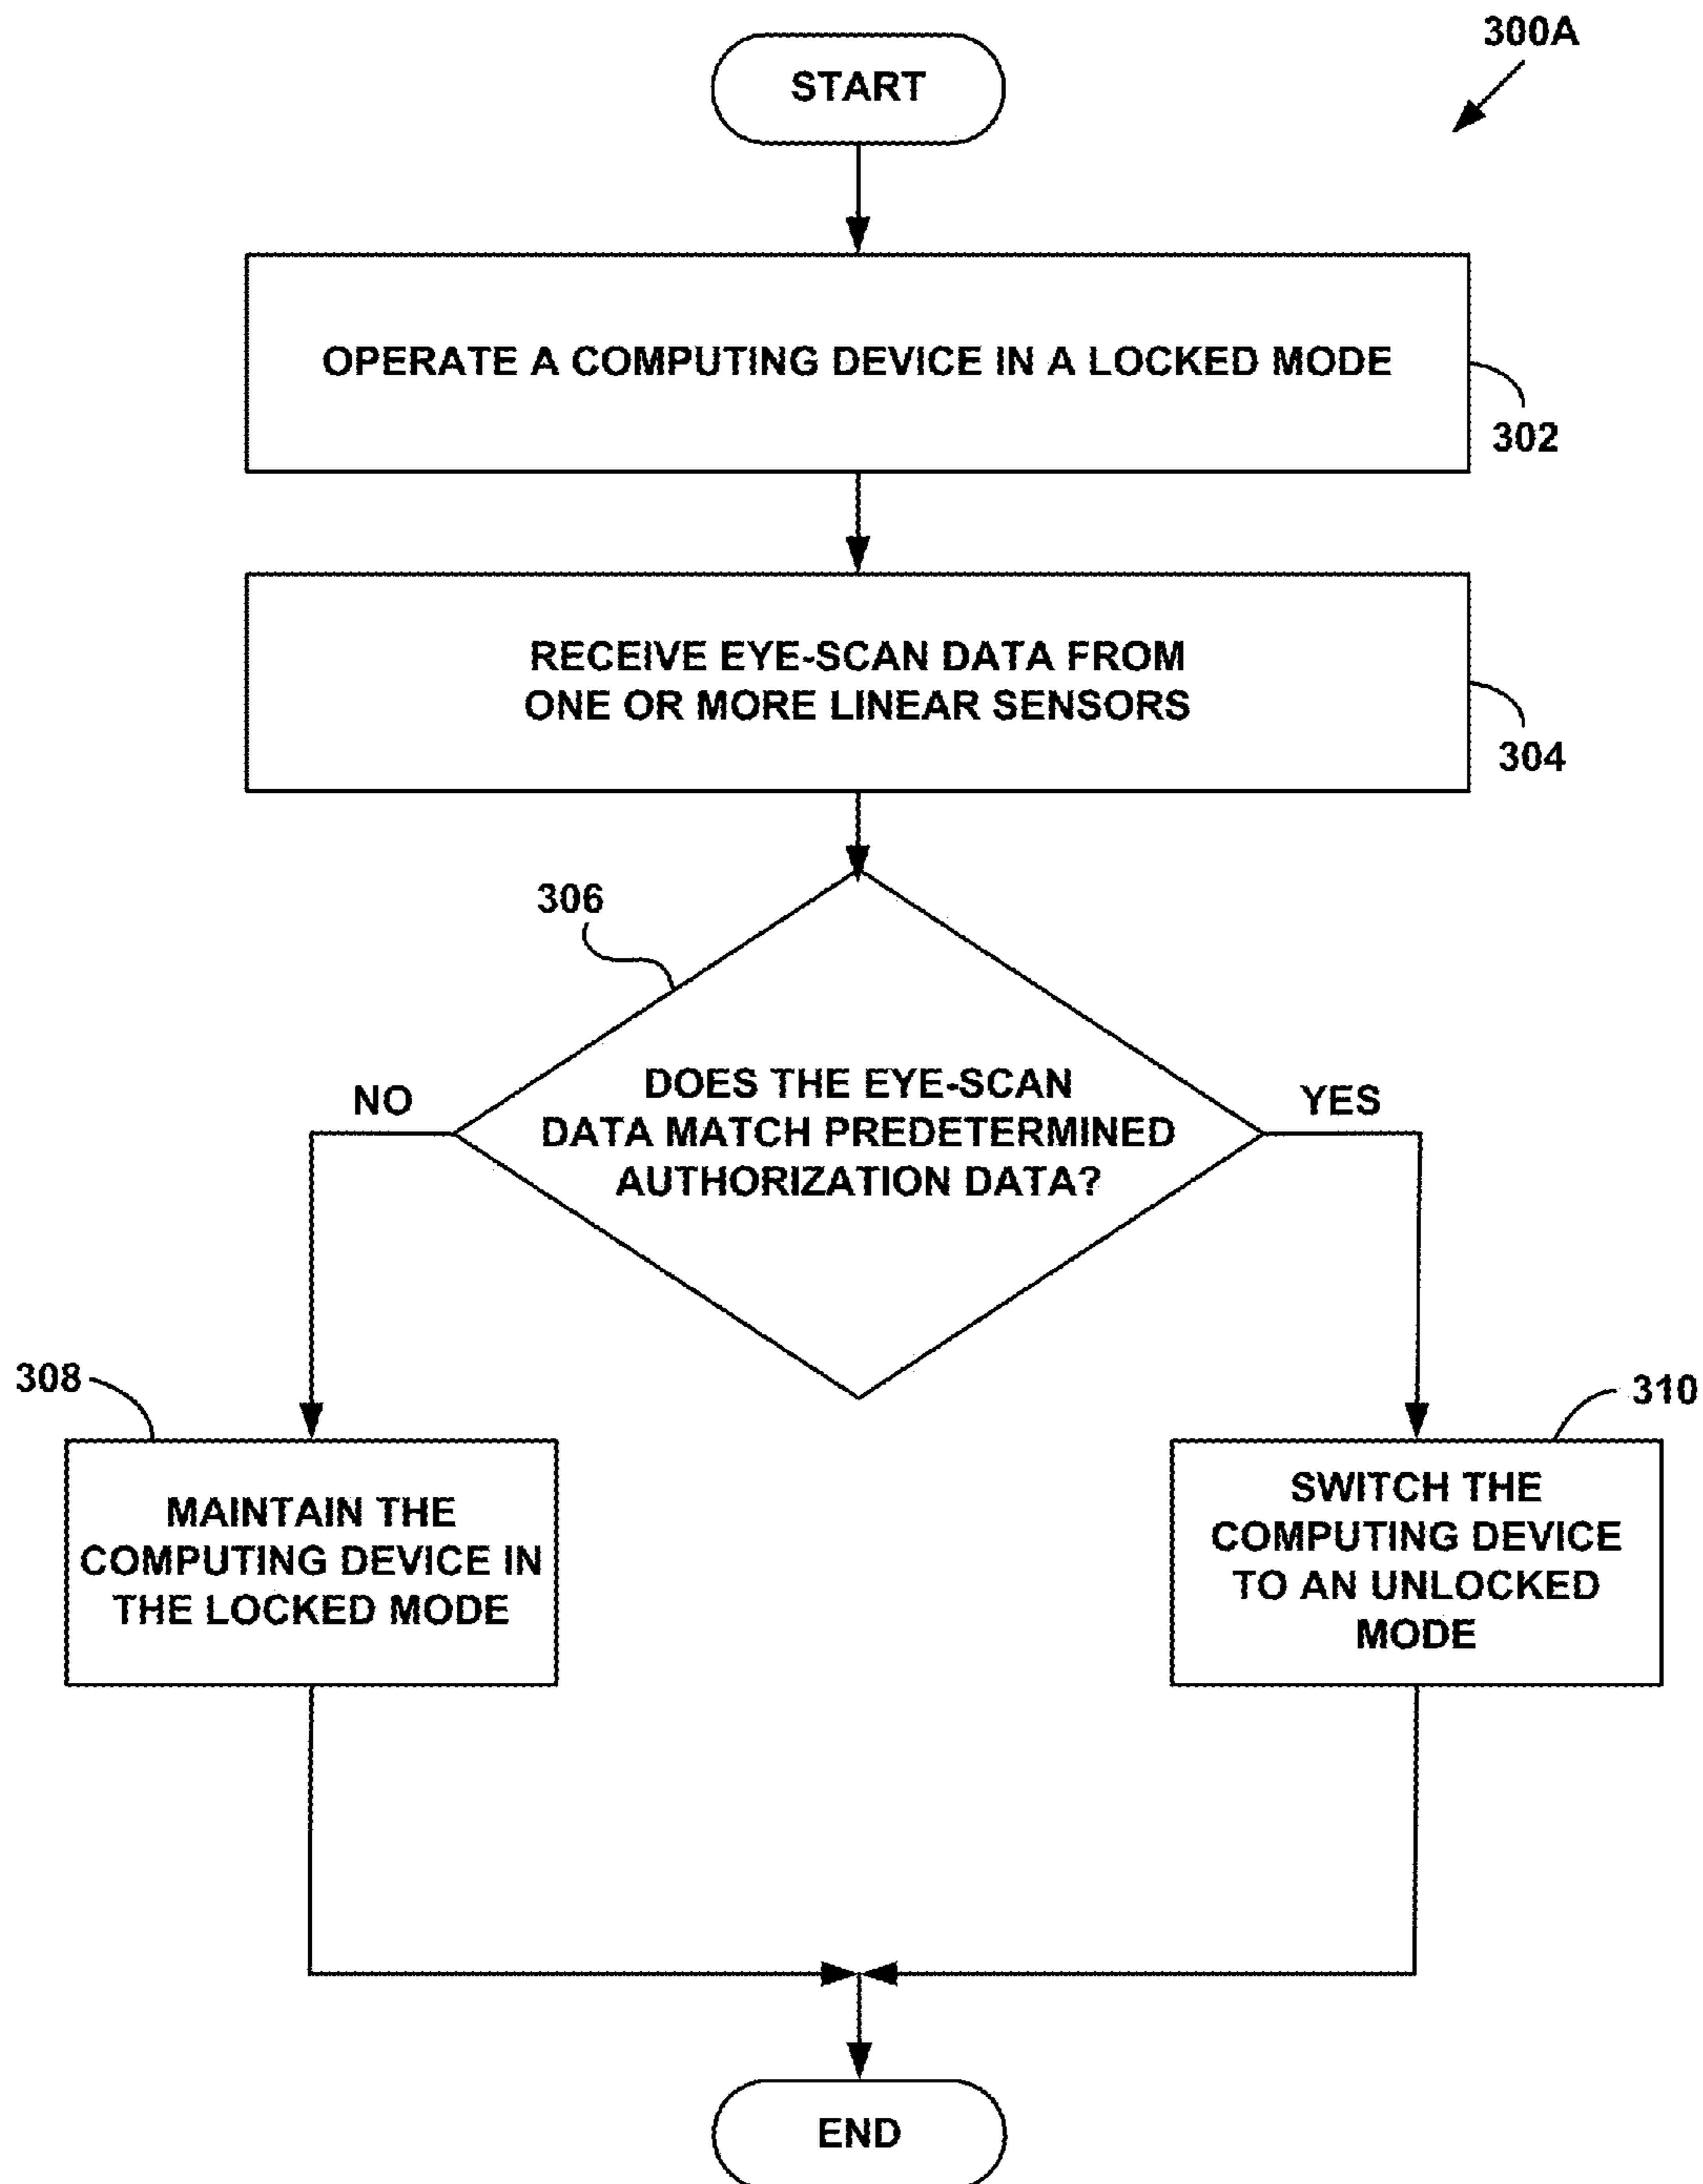 300A
START
OPERATE A COMPUTING DEVICE IN A LOCKED MODE
302
RECEIVE EYE-SCAN DATA FROM
ONE OR MORE LINEAR SENSORS
304
306
DOES THE EYE-SCAN
DATA MATCH PREDETERMINED
AUTHORIZATION DATA?
NO
YES
308
MAINTAIN THE
COMPUTING DEVICE IN
THE LOCKED MODE
310
SWITCH THE
COMPUTING DEVICE
TO AN UNLOCKED
MODE
END